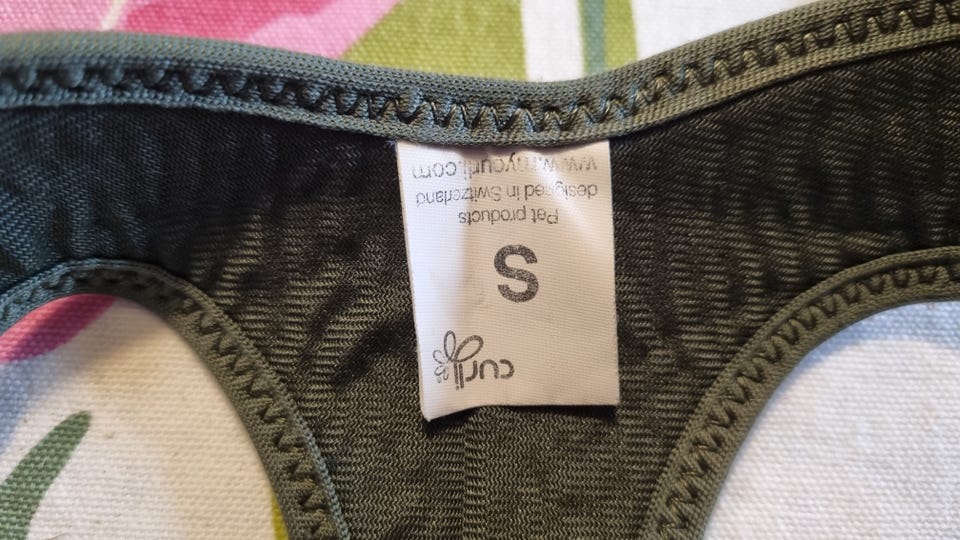 curli
S
Pet products
designed in Switzerland
www.mycurli.com